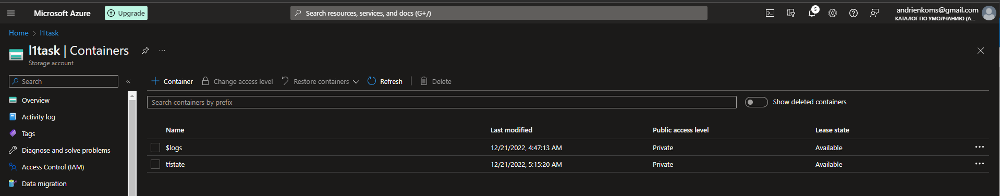 Microsoft Azure Upgrade Search resources, services, and docs (G+/) 5 andrienkoms@gmail.com
КАТАЛОГ ПО УМОЛЧАНИЮ (A...
Home > l1task
l1task | Containers ...
Storage account
Search « + Container Change access level Restore containers Refresh | Delete
Overview Search containers by prefix Show deleted containers
Activity log
Tags Name Last modified Public access level Lease state
Diagnose and solve problems $logs 12/21/2022, 4:47:13 AM Private Available ...
Access Control (IAM) tfstate 12/21/2022, 5:15:20 AM Private Available ...
Data migration